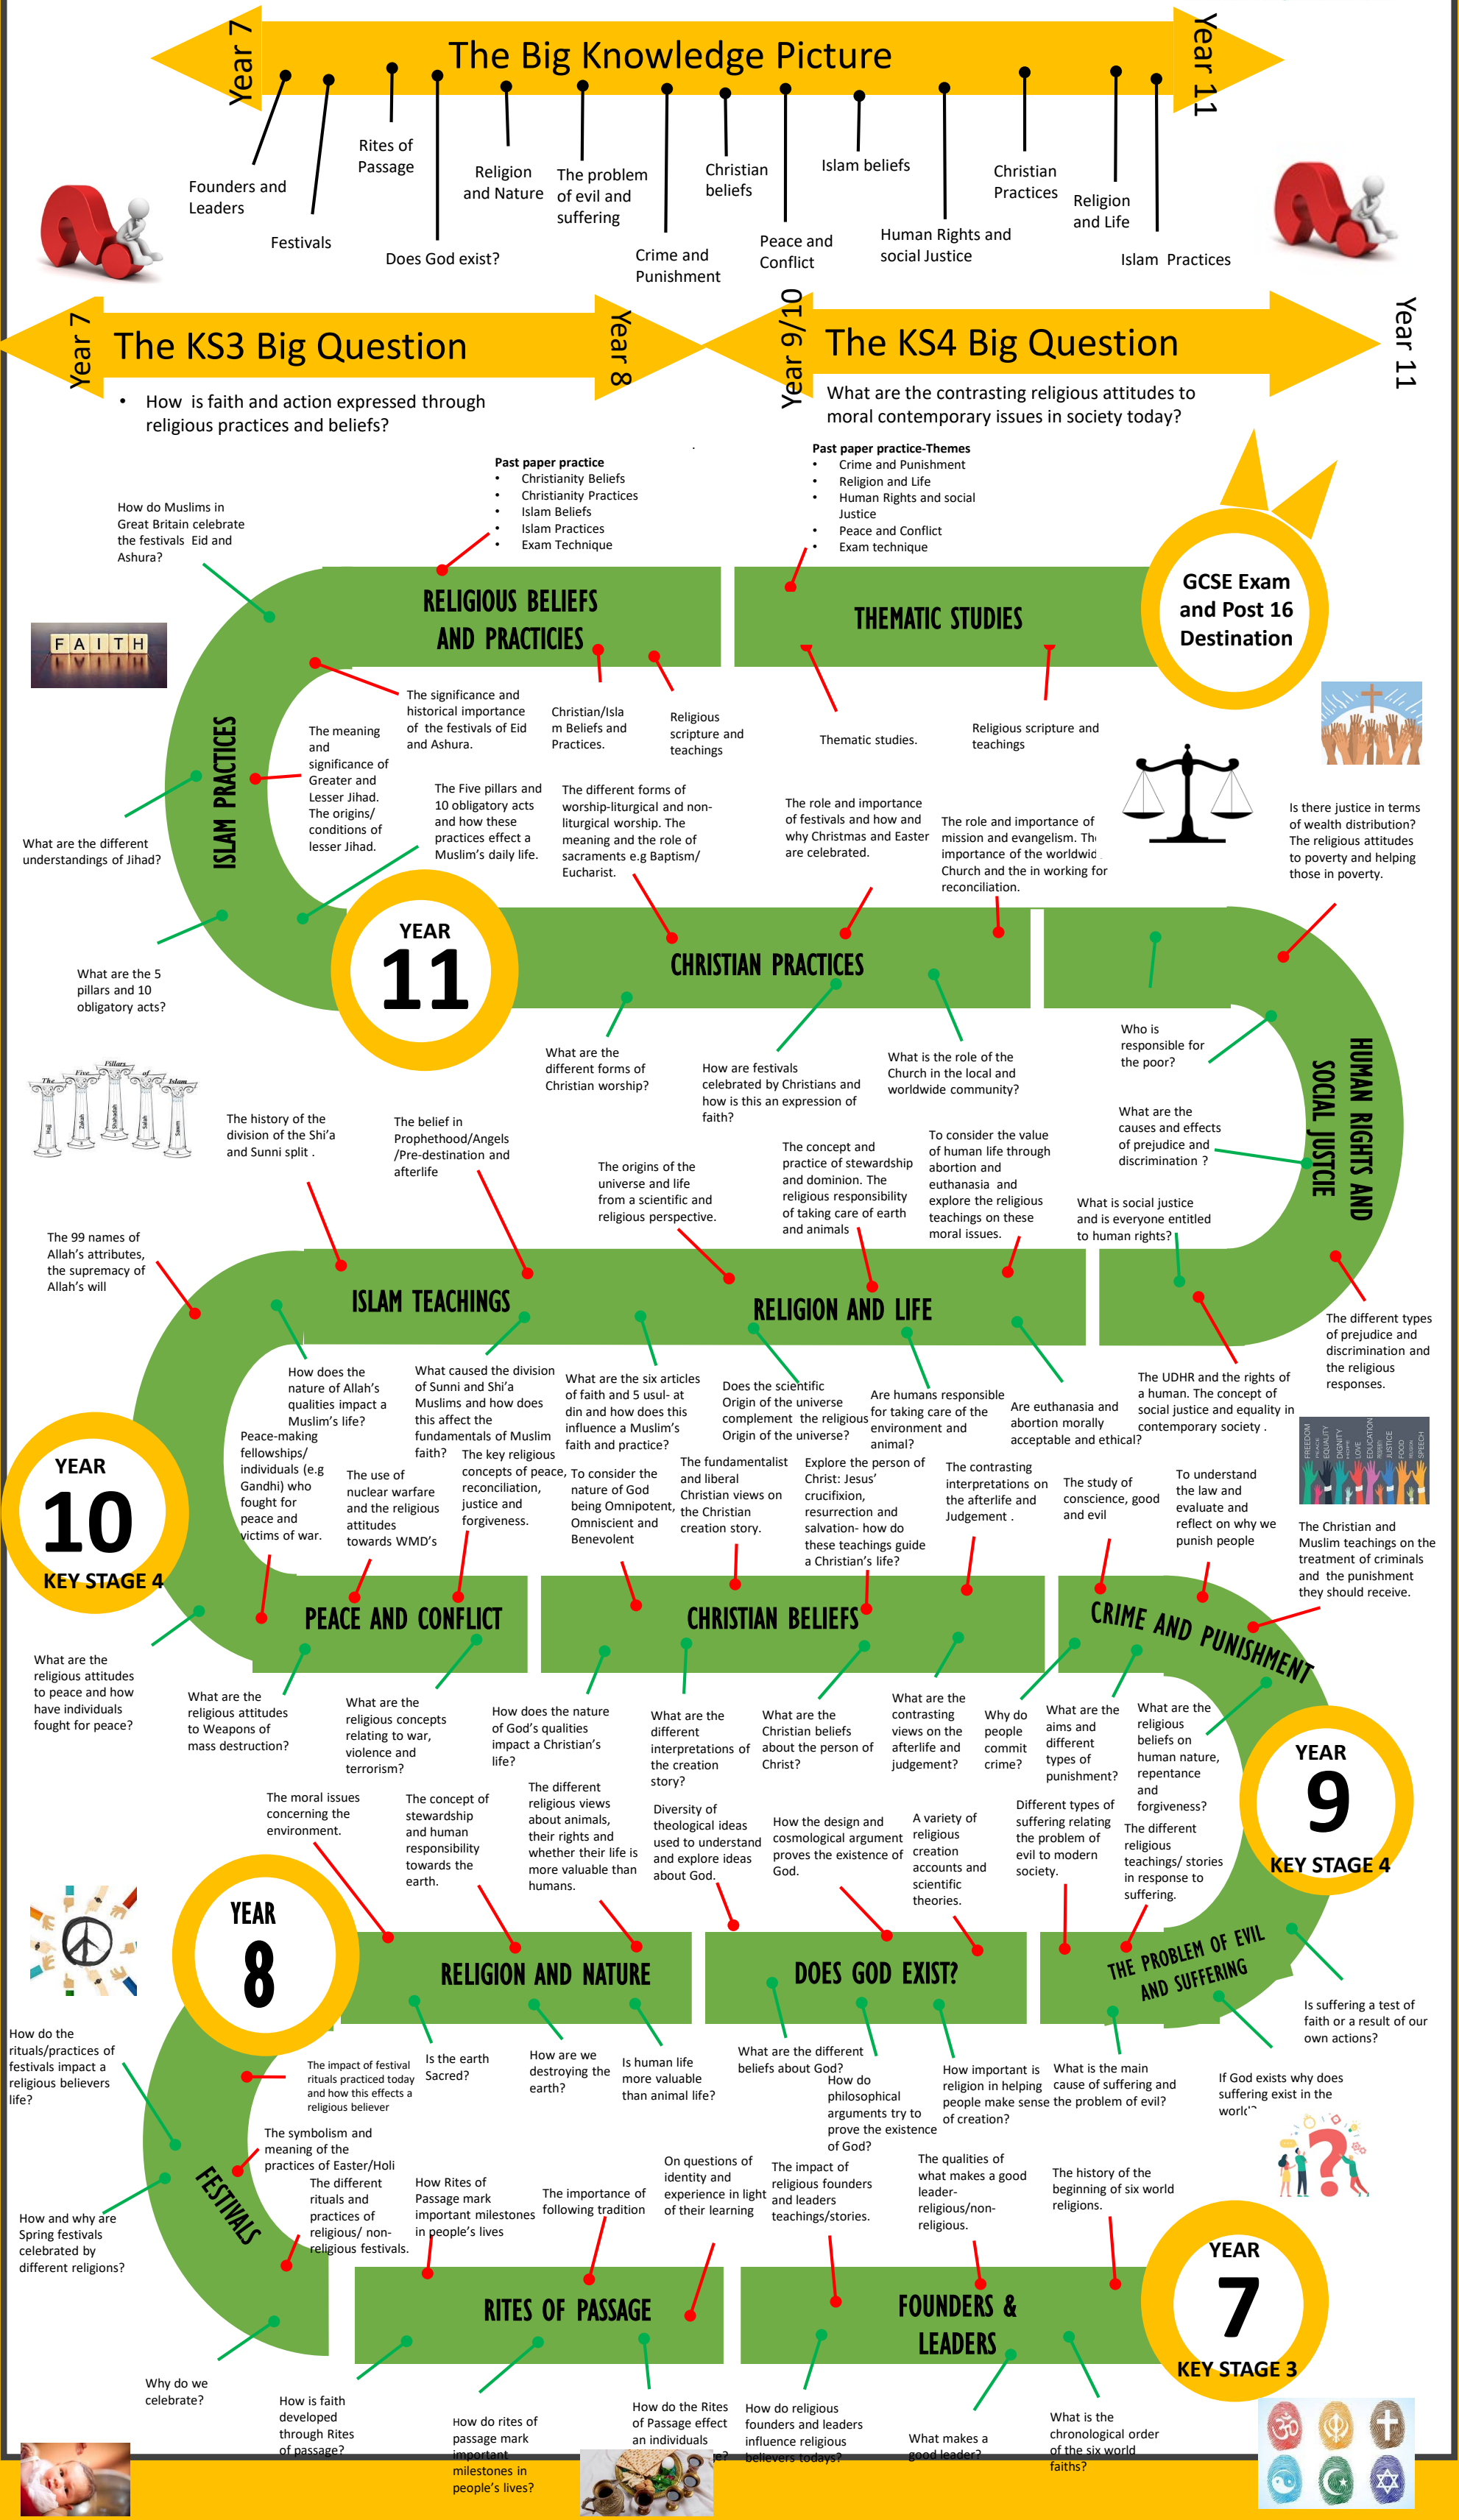 Year 7
The Big Knowledge Picture
Year 11
Founders and
Leaders
Festivals
Rites of
Passage
Does God exist?
Religion
and Nature
The problem
of evil and
suffering
Crime and
Punishment
Christian
beliefs
Peace and
Conflict
Islam beliefs
Human Rights and
social Justice
Christian
Practices
Religion
and Life
Islam Practices
Year 7
The KS3 Big Question
Year 8
Year 9/10
The KS4 Big Question
Year 11
• How is faith and action expressed through
religious practices and beliefs?
What are the contrasting religious attitudes to
moral contemporary issues in society today?
Past paper practice
• Christianity Beliefs
• Christianity Practices
• Islam Beliefs
• Islam Practices
• Exam Technique
Past paper practice-Themes
• Crime and Punishment
• Religion and Life
• Human Rights and social
Justice
• Peace and Conflict
• Exam technique
How do Muslims in
Great Britain celebrate
the festivals Eid and
Ashura?
GCSE Exam
and Post 16
Destination
RELIGIOUS BELIEFS
AND PRACTICIES
THEMATIC STUDIES
FAITH
The significance and
historical importance
of the festivals of Eid
and Ashura.
Christian/Isla
m Beliefs and
Practices.
Religious
scripture and
teachings
Thematic studies.
Religious scripture and
teachings
ISLAM PRACTICES
The meaning
and
significance of
Greater and
Lesser Jihad.
The origins/
conditions of
lesser Jihad.
The Five pillars and
10 obligatory acts
and how these
practices effect a
Muslim's daily life.
The different forms of
worship-liturgical and non-
liturgical worship. The
meaning and the role of
sacraments e.g Baptism/
Eucharist.
The role and importance
of festivals and how and
why Christmas and Easter
are celebrated.
The role and importance of
mission and evangelism. The
importance of the worldwid
Church and the in working for
reconciliation.
Is there justice in terms
of wealth distribution?
The religious attitudes
to poverty and helping
those in poverty.
What are the different
understandings of Jihad?
What are the 5
pillars and 10
obligatory acts?
YEAR
11
CHRISTIAN PRACTICES
What are the
different forms of
Christian worship?
How are festivals
celebrated by Christians and
how is this an expression of
faith?
What is the role of the
Church in the local and
worldwide community?
Who is
responsible for
the poor?
What are the
causes and effects
of prejudice and
discrimination ?
What is social justice
and is everyone entitled
to human rights?
HUMAN RIGHTS AND
SOCIAL JUSTCIE
The Five Pillars of Islam
Hajj
Zakah
Shahadah
Salah
Sawm
The history of the
division of the Shi'a
and Sunni split .
The belief in
Prophethood/Angels
/Pre-destination and
afterlife
The origins of the
universe and life
from a scientific and
religious perspective.
The concept and
practice of stewardship
and dominion. The
religious responsibility
of taking care of earth
and animals
To consider the value
of human life through
abortion and
euthanasia and
explore the religious
teachings on these
moral issues.
The 99 names of
Allah's attributes,
the supremacy of
Allah's will
ISLAM TEACHINGS
RELIGION AND LIFE
The different types
of prejudice and
discrimination and
the religious
responses.
How does the
nature of Allah's
qualities impact a
Muslim's life?
What caused the division
of Sunni and Shi'a
Muslims and how does
this affect the
fundamentals of Muslim
faith?
What are the six articles
of faith and 5 usul- at
din and how does this
influence a Muslim's
faith and practice?
Does the scientific
Origin of the universe
complement the religious
Origin of the universe?
Are humans responsible
for taking care of the
environment and
animal?
Are euthanasia and
abortion morally
acceptable and ethical?
The UDHR and the rights of
a human. The concept of
social justice and equality in
contemporary society .
FREEDOM
PEACE
EQUALITY
DIGNITY
LOVE
EDUCATION
JUSTICE
FOOD
SPEECH
YEAR
10
KEY STAGE 4
Peace-making
fellowships/
individuals (e.g
Gandhi) who
fought for
peace and
victims of war.
The use of
nuclear warfare
and the religious
attitudes
towards WMD's
The key religious
concepts of peace,
reconciliation,
justice and
forgiveness.
To consider the
nature of God
being Omnipotent,
Omniscient and
Benevolent
The fundamentalist
and liberal
Christian views on
the Christian
creation story.
Explore the person of
Christ: Jesus'
crucifixion,
resurrection and
salvation- how do
these teachings guide
a Christian's life?
The contrasting
interpretations on
the afterlife and
Judgement .
The study of
conscience, good
and evil
To understand
the law and
evaluate and
reflect on why we
punish people
The Christian and
Muslim teachings on the
treatment of criminals
and the punishment
they should receive.
PEACE AND CONFLICT
CHRISTIAN BELIEFS
CRIME AND PUNISHMENT
What are the
religious attitudes
to peace and how
have individuals
fought for peace?
What are the
religious attitudes
to Weapons of
mass destruction?
What are the
religious concepts
relating to war,
violence and
terrorism?
How does the nature
of God's qualities
impact a Christian's
life?
What are the
different
interpretations of
the creation
story?
What are the
Christian beliefs
about the person of
Christ?
What are the
contrasting
views on the
afterlife and
judgement?
Why do
people
commit
crime?
What are the
aims and
different
types of
punishment?
What are the
religious
beliefs on
human nature,
repentance
and
forgiveness?
YEAR
9
KEY STAGE 4
The moral issues
concerning the
environment.
The concept of
stewardship
and human
responsibility
towards the
earth.
The different
religious views
about animals,
their rights and
whether their life is
more valuable than
humans.
Diversity of
theological ideas
used to understand
and explore ideas
about God.
How the design and
cosmological argument
proves the existence of
God.
A variety of
religious
creation
accounts and
scientific
theories.
Different types of
suffering relating
the problem of
evil to modern
society.
The different
religious
teachings/ stories
in response to
suffering.
YEAR
8
RELIGION AND NATURE
DOES GOD EXIST?
THE PROBLEM OF EVIL
AND SUFFERING
Is suffering a test of
faith or a result of our
own actions?
How do the
rituals/practices of
festivals impact a
religious believers
life?
The impact of festival
rituals practiced today
and how this effects a
religious believer
Is the earth
Sacred?
How are we
destroying the
earth?
Is human life
more valuable
than animal life?
What are the different
beliefs about God?
How do
philosophical
arguments try to
prove the existence
of God?
How important is
religion in helping
people make sense
of creation?
What is the main
cause of suffering and
the problem of evil?
If God exists why does
suffering exist in the
world?
The symbolism and
meaning of the
practices of Easter/Holi
FESTIVALS
The different
rituals and
practices of
religious/ non-
religious festivals.
How Rites of
Passage mark
important milestones
in people's lives
The importance of
following tradition
On questions of
identity and
experience in light
of their learning
The impact of
religious founders
and leaders
teachings/stories.
The qualities of
what makes a good
leader-
religious/non-
religious.
The history of the
beginning of six world
religions.
How and why are
Spring festivals
celebrated by
different religions?
RITES OF PASSAGE
FOUNDERS &
LEADERS
YEAR
7
KEY STAGE 3
Why do we
celebrate?
How is faith
developed
through Rites
of passage?
How do rites of
passage mark
important
milestones in
people's lives?
How do the Rites
of Passage effect
an individuals
How do religious
founders and leaders
influence religious
believers todays?
What makes a
good leader?
What is the
chronological order
of the six world
faiths?